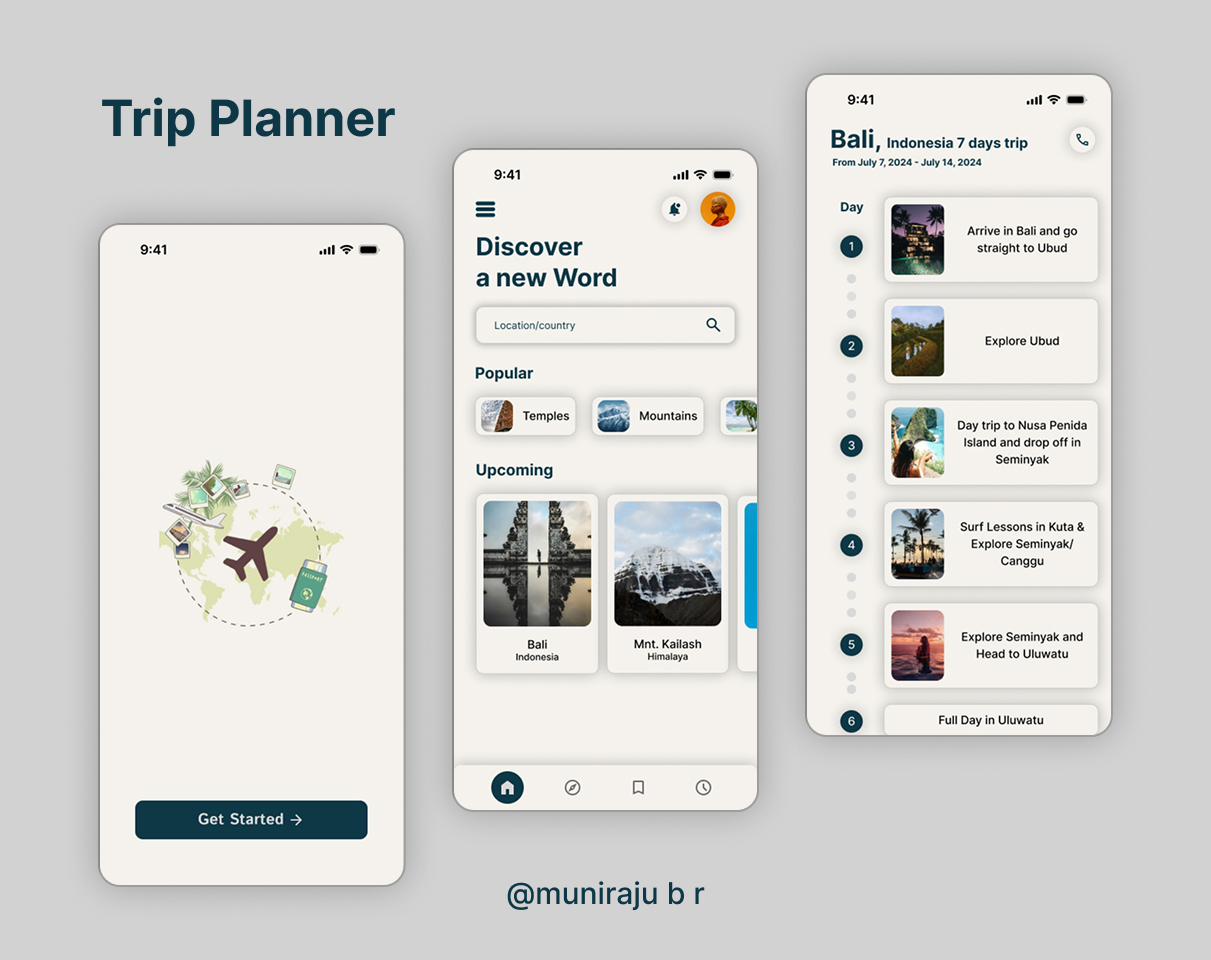 Trip Planner
9:41
PASSPORT
Get Started →
9:41
Discover
a new Word
Location/country
Popular
Temples
Mountains
Upcoming
Bali
Indonesia
Mnt. Kailash
Himalaya
9:41
Bali, Indonesia 7 days trip
From July 7, 2024 - July 14, 2024
Day
1
Arrive in Bali and go
straight to Ubud
2
Explore Ubud
3
Day trip to Nusa Penida
Island and drop off in
Seminyak
4
Surf Lessons in Kuta &
Explore Seminyak/
Canggu
5
Explore Seminyak and
Head to Uluwatu
6
Full Day in Uluwatu
@muniraju b r